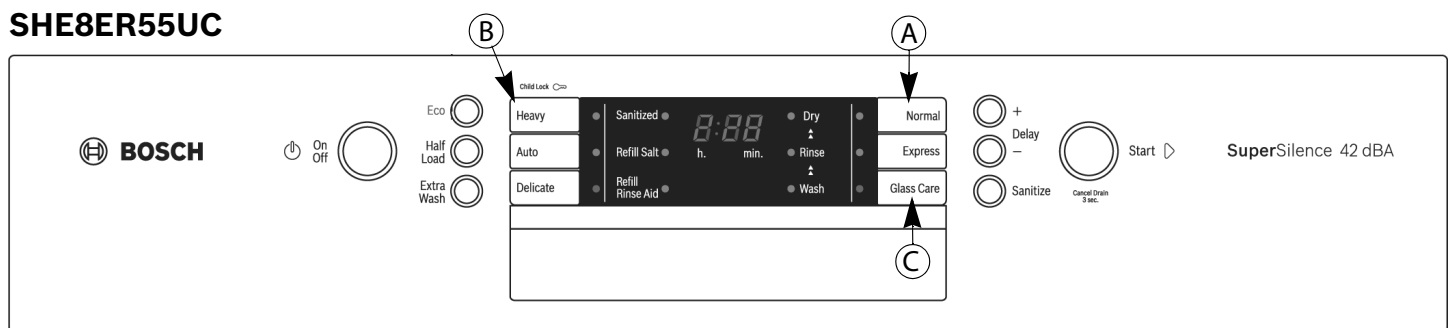 SHE8ER55UC
B
A
Child Lock
BOSCH
On
Off
Eco
Half
Load
Extra
Wash
Heavy
Auto
Delicate
Sanitized
Refill Salt
Refill
Rinse Aid
8:88
h. min.
Dry
Rinse
Wash
Normal
Express
Glass Care
+
Delay
−
Sanitize
Start
Cancel Drain
3 sec.
SuperSilence 42 dBA
C